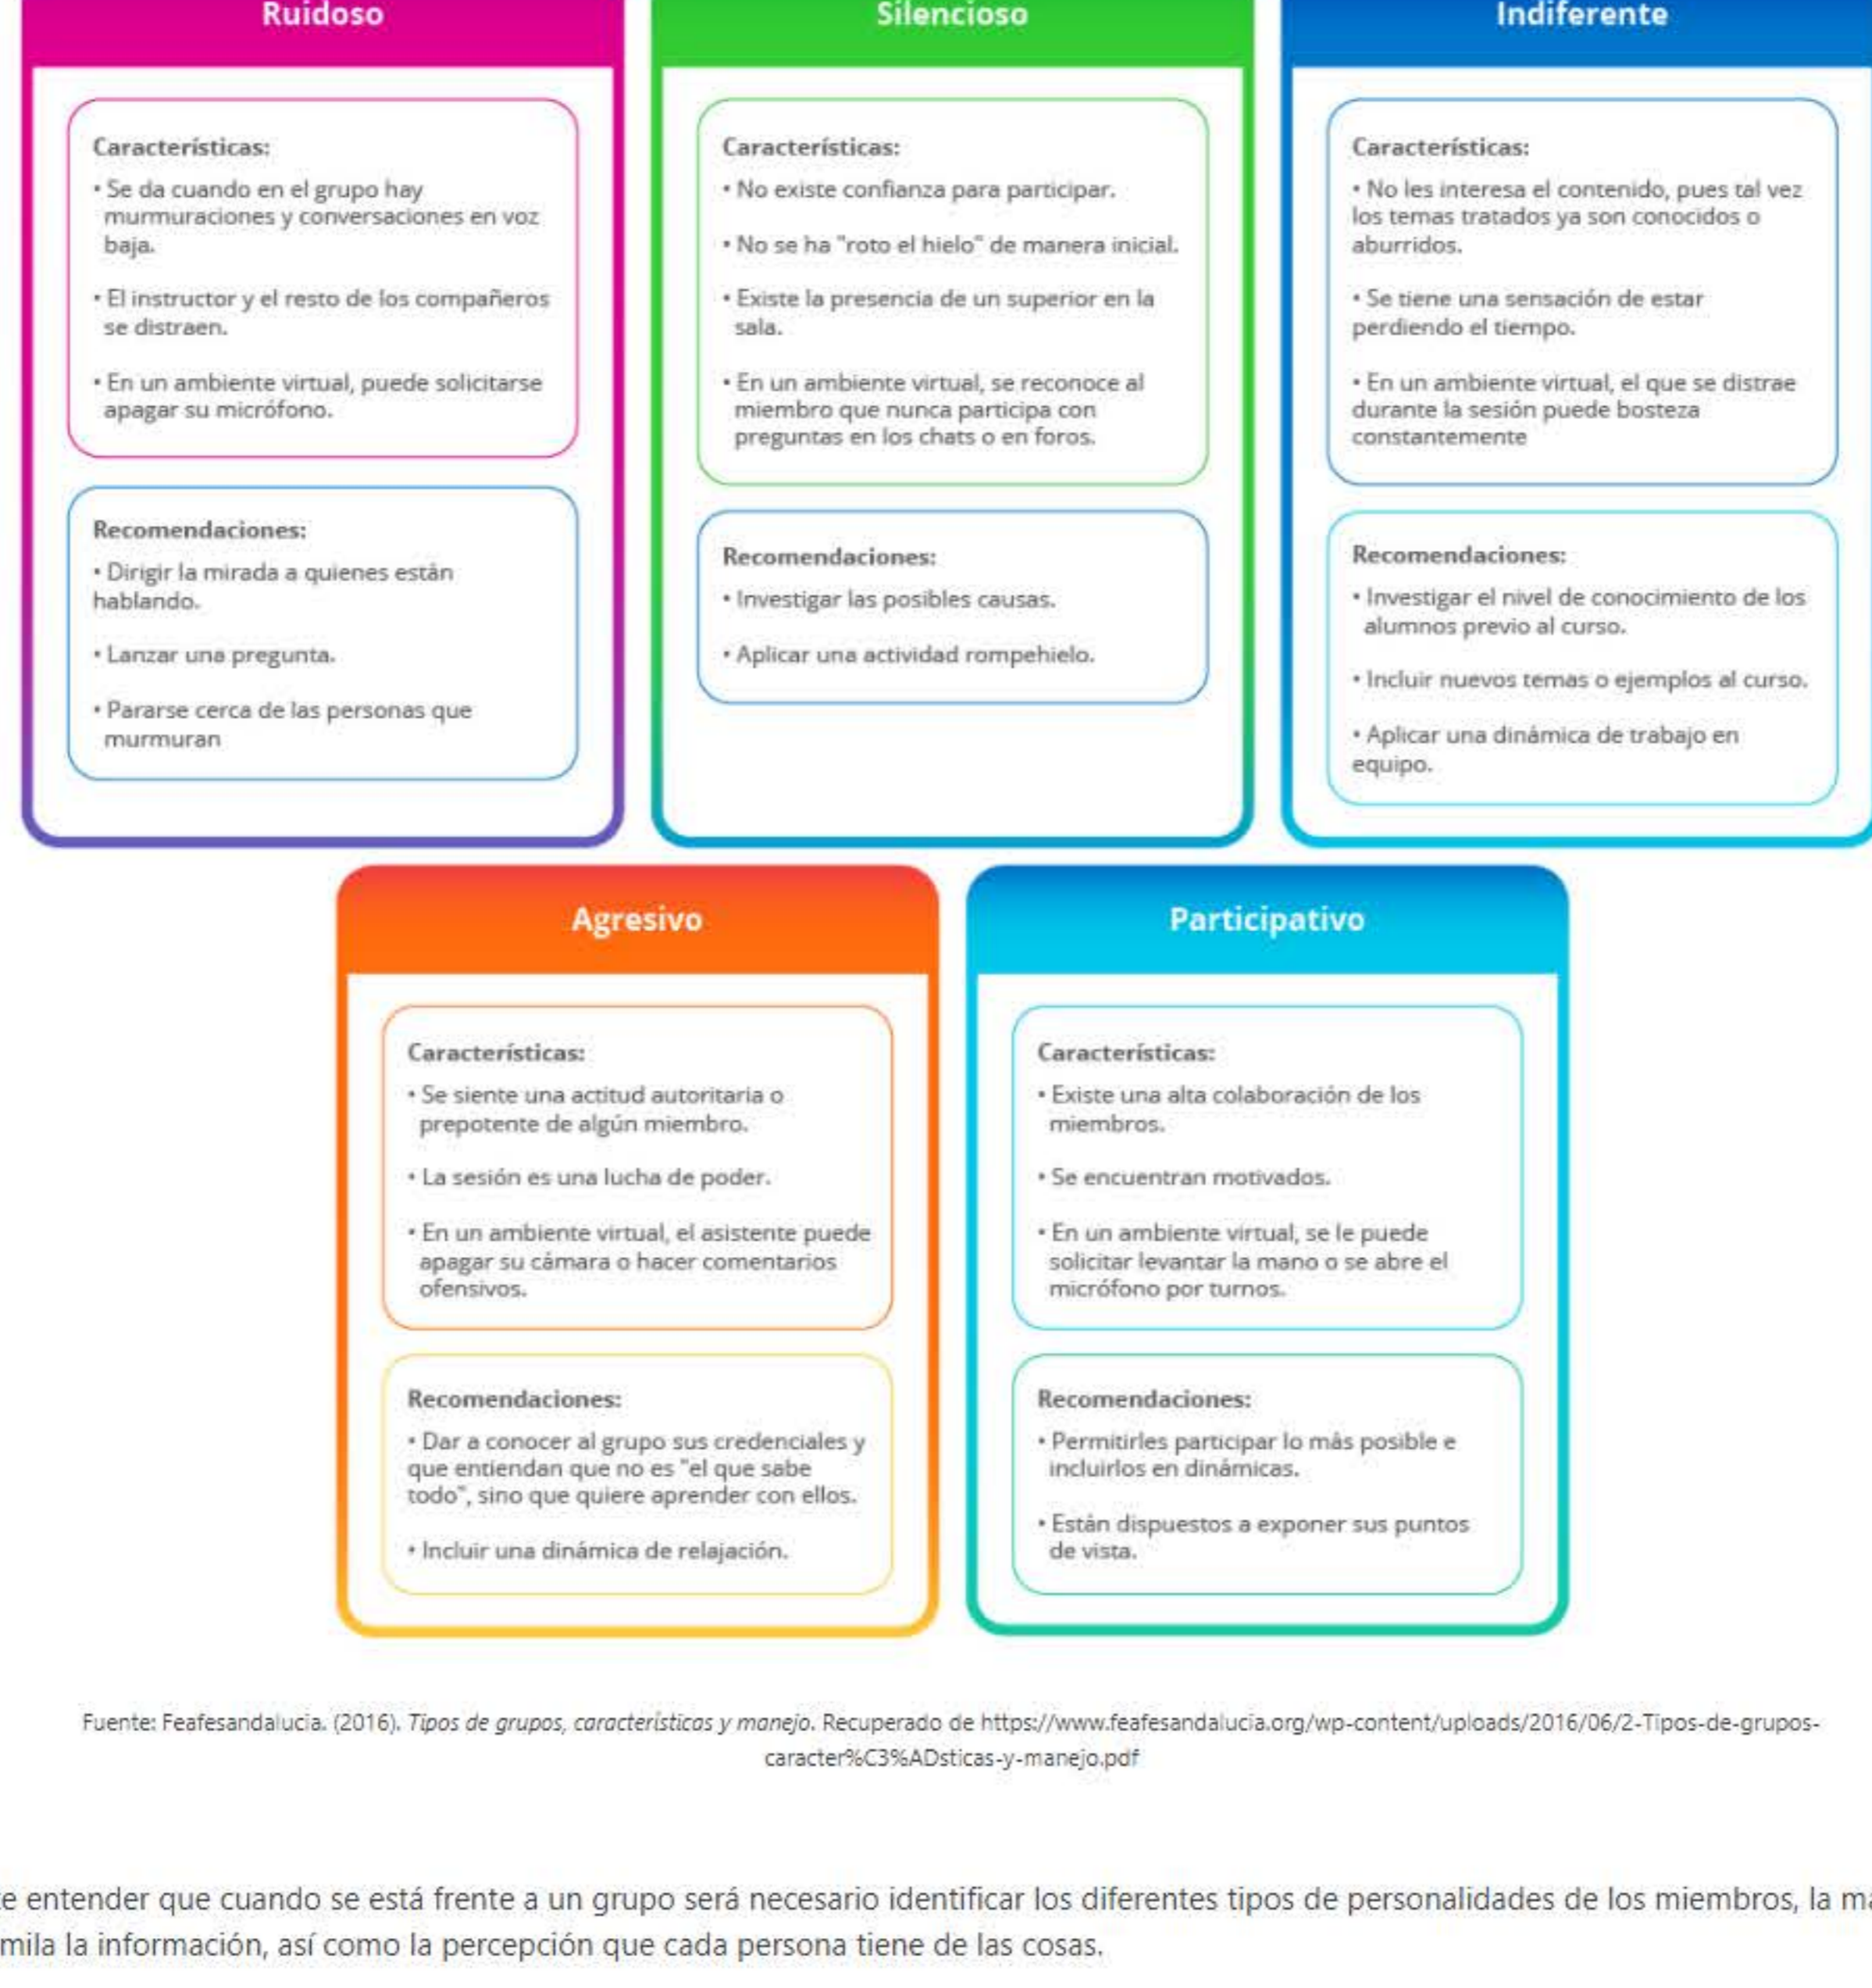 Ruidoso
Características:
• Se da cuando en el grupo hay
murmuraciones y conversaciones en voz
baja.
• El instructor y el resto de los compañeros
se distraen.
• En un ambiente virtual, puede solicitarse
apagar su micrófono.
Recomendaciones:
• Dirigir la mirada a quienes están
hablando.
• Lanzar una pregunta.
• Pararse cerca de las personas que
murmuran
Silencioso
Características:
• No existe confianza para participar.
• No se ha "roto el hielo" de manera inicial.
• Existe la presencia de un superior en la
sala.
• En un ambiente virtual, se reconoce al
miembro que nunca participa con
preguntas en los chats o en foros.
Recomendaciones:
• Investigar las posibles causas.
• Aplicar una actividad rompehielo.
Indiferente
Características:
• No les interesa el contenido, pues tal vez
los temas tratados ya son conocidos o
aburridos.
• Se tiene una sensación de estar
perdiendo el tiempo.
• En un ambiente virtual, el que se distrae
durante la sesión puede bosteza
constantemente
Recomendaciones:
• Investigar el nivel de conocimiento de los
alumnos previo al curso.
• Incluir nuevos temas o ejemplos al curso.
• Aplicar una dinámica de trabajo en
equipo.
Agresivo
Características:
• Se siente una actitud autoritaria o
prepotente de algún miembro.
• La sesión es una lucha de poder.
• En un ambiente virtual, el asistente puede
apagar su cámara o hacer comentarios
ofensivos.
Recomendaciones:
• Dar a conocer al grupo sus credenciales y
que entiendan que no es "el que sabe
todo", sino que quiere aprender con ellos.
• Incluir una dinámica de relajación.
Participativo
Características:
• Existe una alta colaboración de los
miembros.
• Se encuentran motivados.
• En un ambiente virtual, se le puede
solicitar levantar la mano o se abre el
micrófono por turnos.
Recomendaciones:
• Permitirles participar lo más posible e
incluirlos en dinámicas.
• Están dispuestos a exponer sus puntos
de vista.
Fuente: Feafesandalucia. (2016). Tipos de grupos, características y manejo. Recuperado de https://www.feafesandalucia.org/wp-content/uploads/2016/06/2-Tipos-de-grupos-
caracter%C3%ADsticas-y-manejo.pdf
entender que cuando se está frente a un grupo será necesario identificar los diferentes tipos de personalidades de los miembros, la
la información, así como la percepción que cada persona tiene de las cosas.